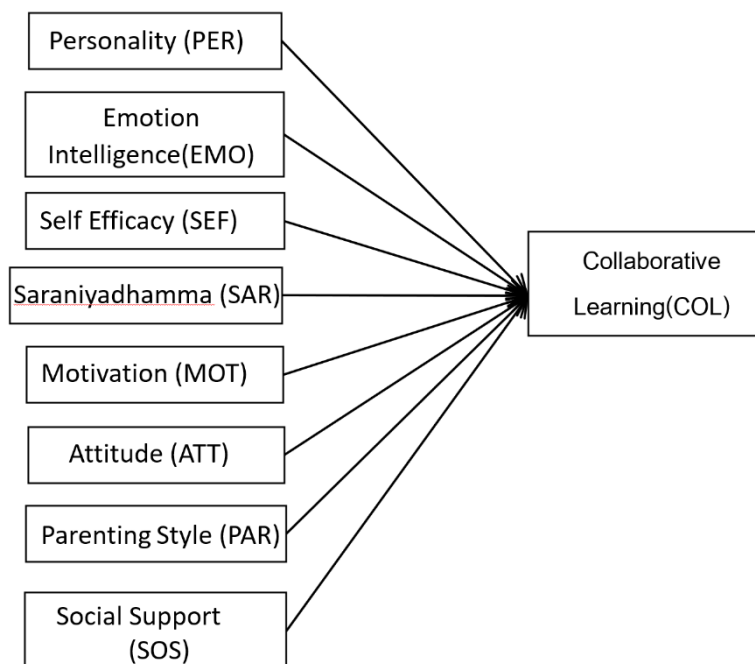 Personality (PER)
Emotion
Intelligence(EMO)
Self Efficacy (SEF)
Saraniyadhamma (SAR)
Motivation (MOT)
Attitude (ATT)
Parenting Style (PAR)
Social Support
(SOS)
Collaborative
Learning(COL)